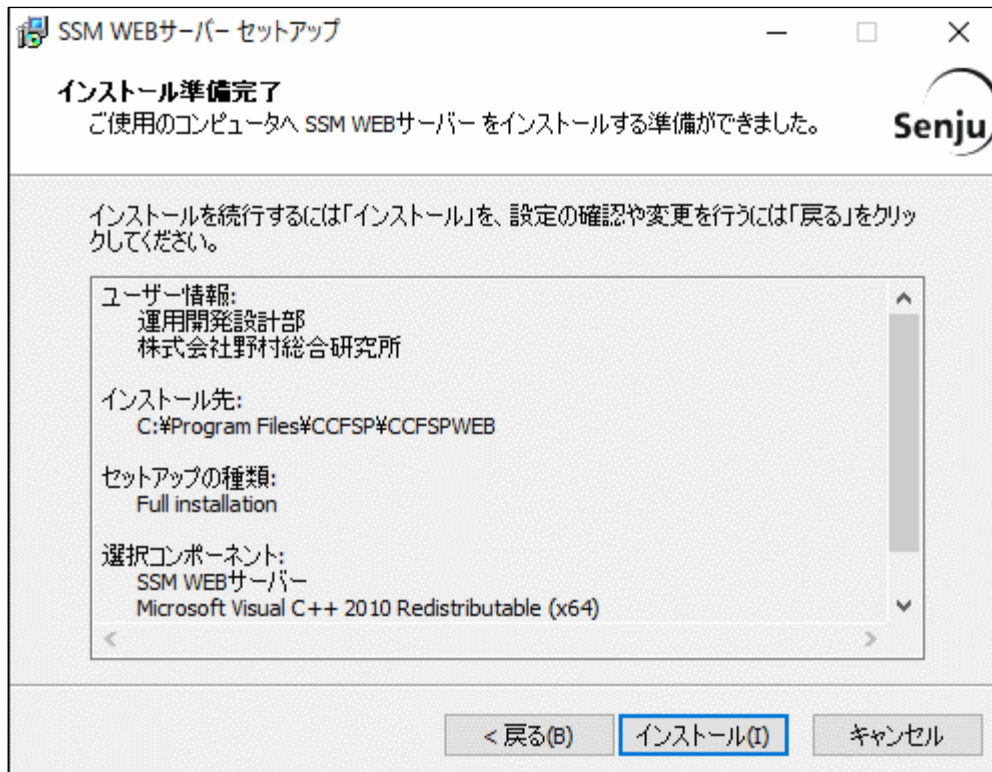 SSM WEBサーバー セットアップ
インストール準備完了
ご使用のコンピュータへ SSM WEBサーバー をインストールする準備ができました。
Senju
インストールを続行するには「インストール」を、設定の確認や変更を行うには「戻る」をクリッ
クしてください。
ユーザー情報:
運用開発設計部
株式会社野村総合研究所
インストール先:
C:¥Program Files¥CCFSP¥CCFSPWEB
セットアップの種類:
Full installation
選択コンポーネント:
SSM WEBサーバー
Microsoft Visual C++ 2010 Redistributable (x64)
< 戻る(B)
インストール(I)
キャンセル